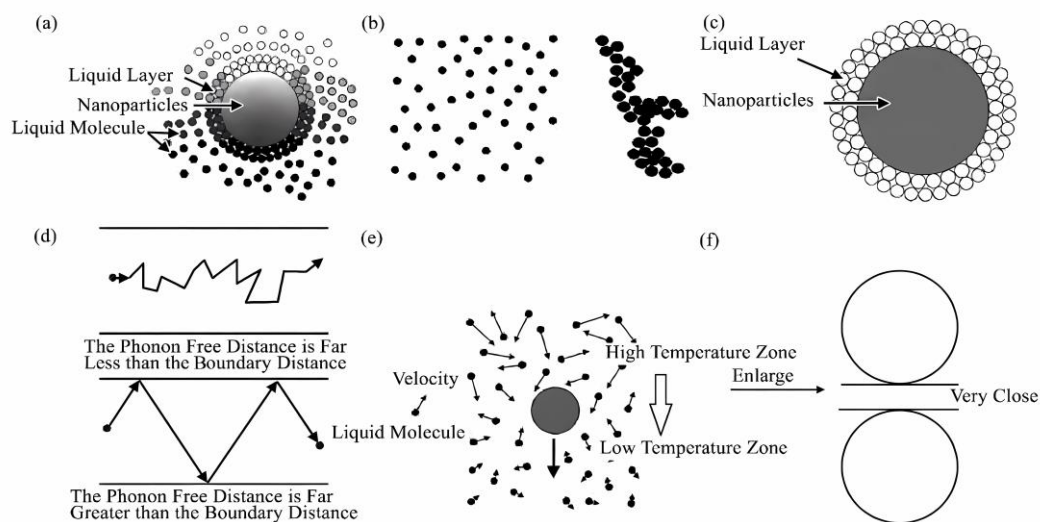 (a)
Liquid Layer
Nanoparticles
Liquid Molecule
(b)
(c)
Liquid Layer
Nanoparticles
(d)
The Phonon Free Distance is Far
Less than the Boundary Distance
The Phonon Free Distance is Far
Greater than the Boundary Distance
(e)
Velocity
Liquid Molecule
High Temperature Zone
Low Temperature Zone
(f)
Enlarge
Very Close